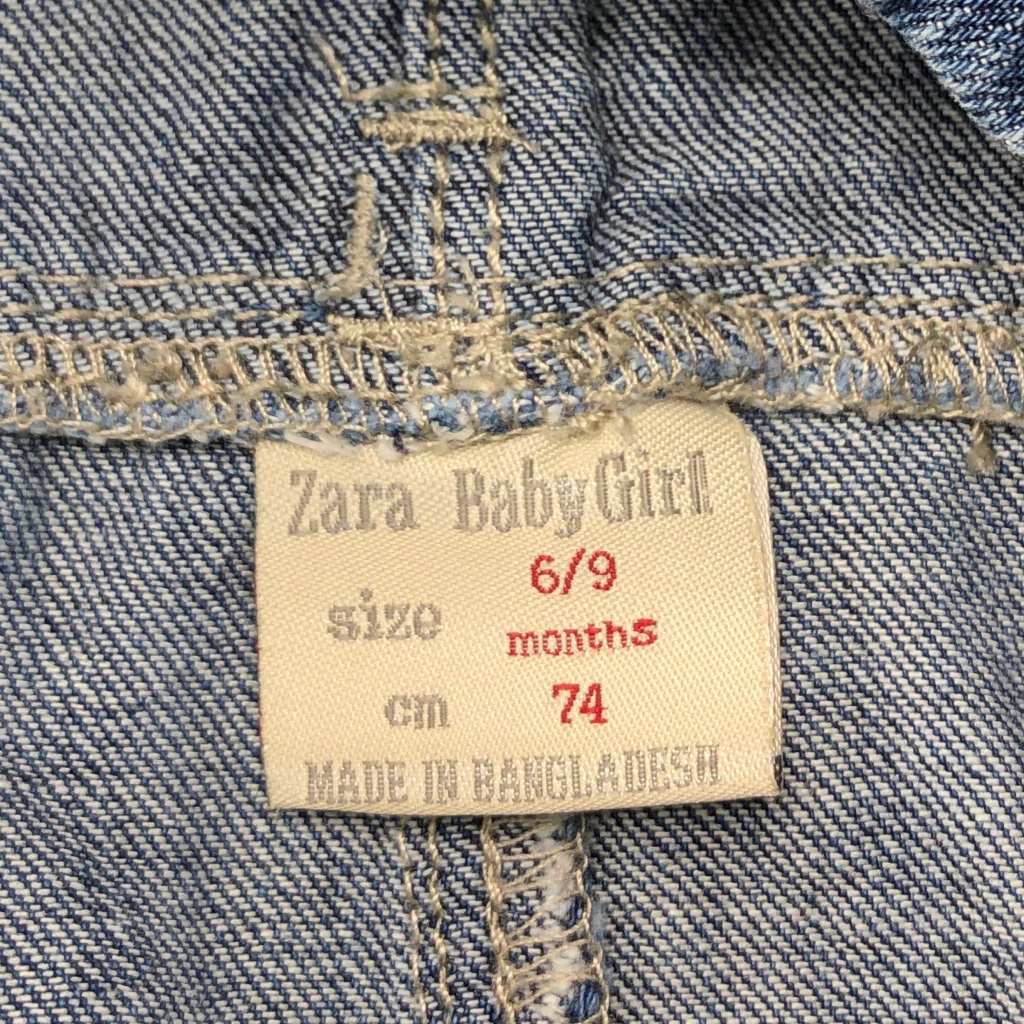 Zara BabyGirl
size 6/9
months
cm 74
MADE IN BANGLADESH